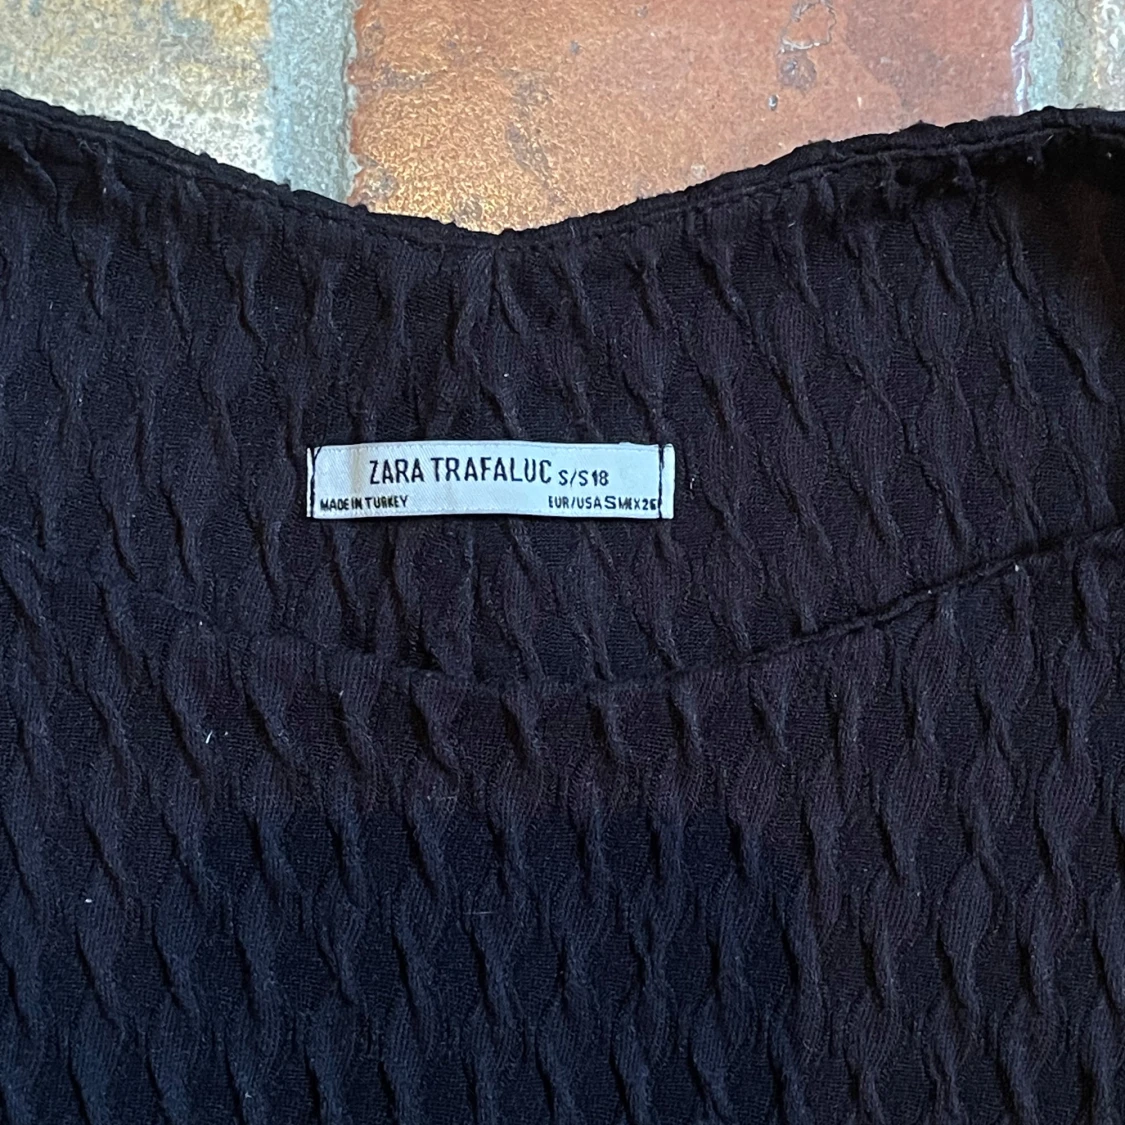 ZARA TRAFALUC S/S18
MADE IN TURKEY EUR/USA S MEX 26